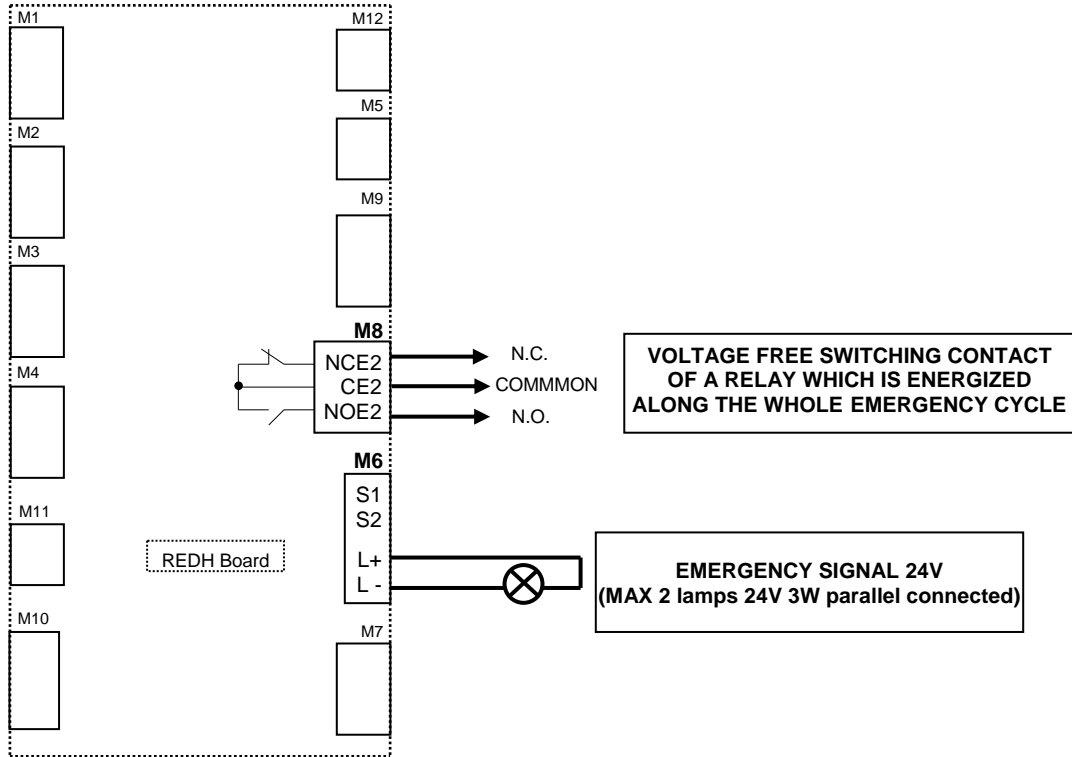 M1
M12
M5
M2
M9
M3
M8
NCE2
CE2
NOE2
N.C.
COMMMON
N.O.
VOLTAGE FREE SWITCHING CONTACT
OF A RELAY WHICH IS ENERGIZED
ALONG THE WHOLE EMERGENCY CYCLE
M4
M6
S1
S2
L+
L -
M11
REDH Board
EMERGENCY SIGNAL 24V
(MAX 2 lamps 24V 3W parallel connected)
M10
M7